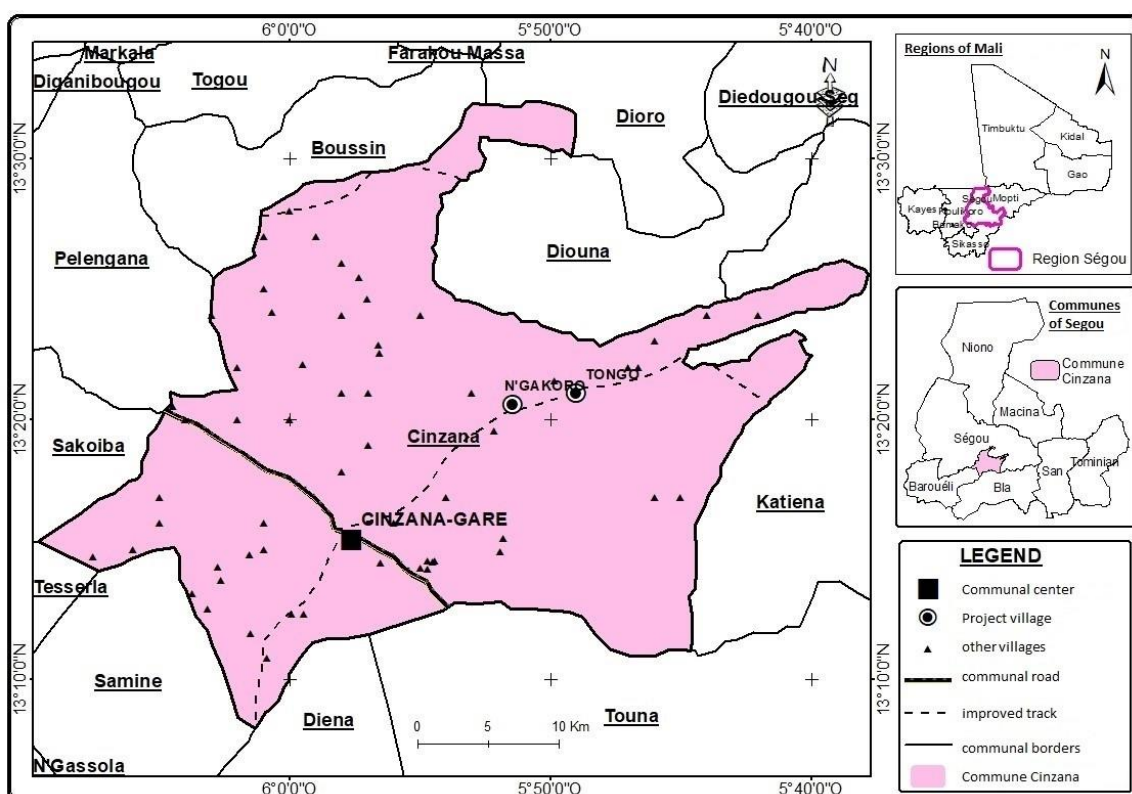 6°0'0"W
5°50'0"W
5°40'0"W
Markala
Diganibougou
Togou
Farakou Massa
Diedougou-Seg
Dioro
Boussin
N
13°30'0"N
13°30'0"N
Pelengana
Diouna
TONGO
N'GAKORO
13°20'0"N
13°20'0"N
Cinzana
Sakoiba
Katiena
CINZANA-GARE
Tesserla
13°10'0"N
13°10'0"N
Samine
Diena
Touna
0 5 10 Km
N'Gassola
6°0'0"W
5°50'0"W
5°40'0"W
Regions of Mali
N
Timbuktu
Kidal
Gao
Ségou
Mopti
Kayes
Sikasso
Region Ségou
Communes
of Segou
Niono
Commune
Cinzana
Macina
Ségou
San
Tominian
Barouéli
Bla
LEGEND
Communal center
Project village
other villages
communal road
improved track
communal borders
Commune Cinzana